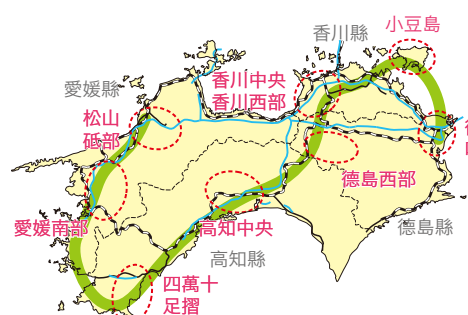 小豆島
香川縣
香川中央
香川西部
愛媛縣
松山
砥部
德島西部
愛媛南部
高知中央
德島縣
高知縣
四萬十
足摺